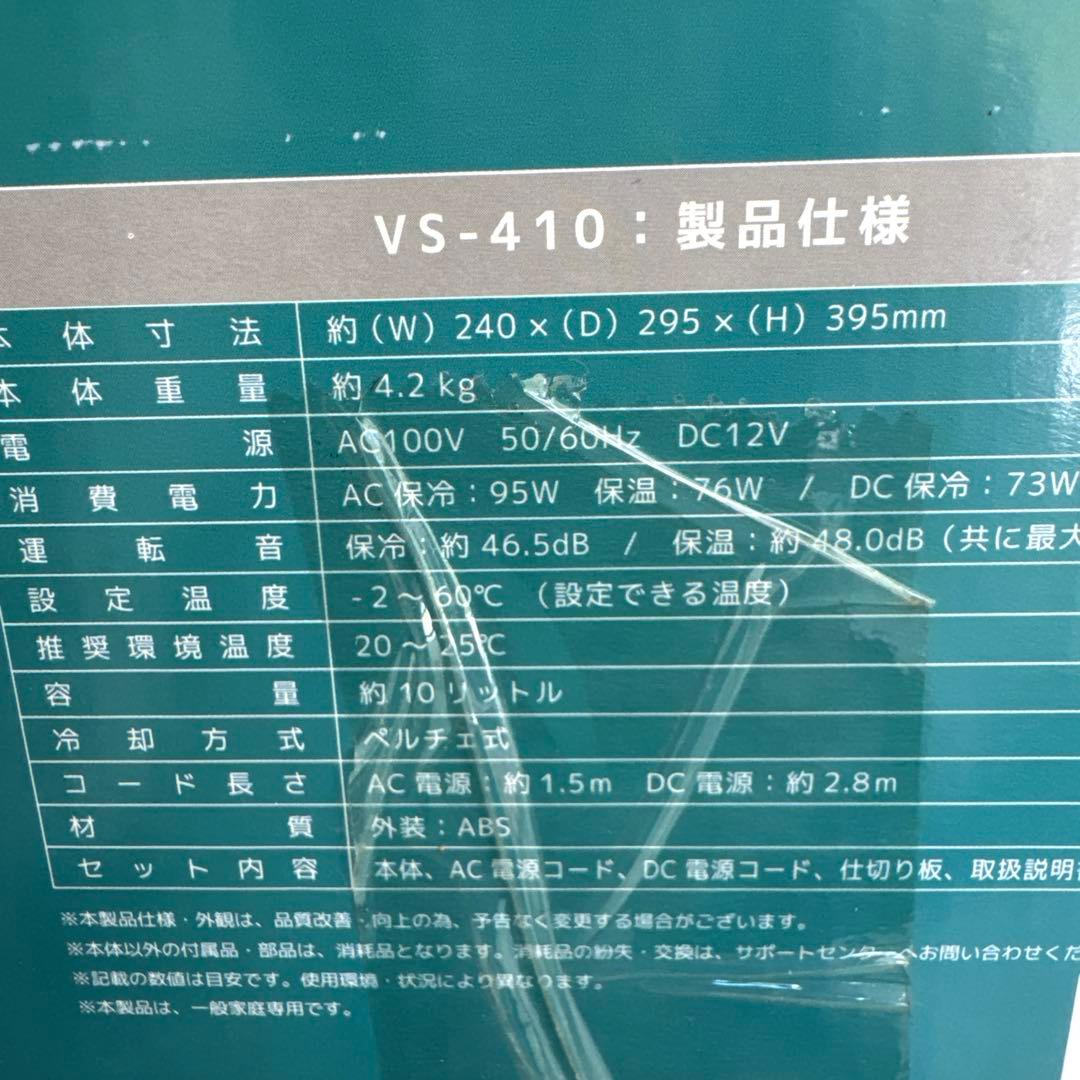 VS-410：製品仕様
本体寸法 約（W）240×（D）295×（H）395mm
本体重量 約4.2kg
電源 AC100V 50/60Hz DC12V
消費電力 AC保冷：95W 保温：76W / DC保冷：73W
運転音 保冷：約46.5dB / 保温：約48.0dB（共に最大
設定温度 -2～60℃ （設定できる温度）
推奨環境温度 20～25℃
容量 約10リットル
冷却方式 ペルチェ式
コード長さ AC電源：約1.5m DC電源：約2.8m
材質 外装：ABS
セット内容 本体、AC電源コード、DC電源コード、仕切り板、取扱説明書
※本製品仕様・外観は、品質改善・向上の為、予告なく変更する場合がございます。
※本体以外の付属品・部品は、消耗品となります。消耗品の紛失・交換は、サポートセンターへお問い合わせくだ
※記載の数値は目安です。使用環境・状況により異なります。
※本製品は、一般家庭専用です。